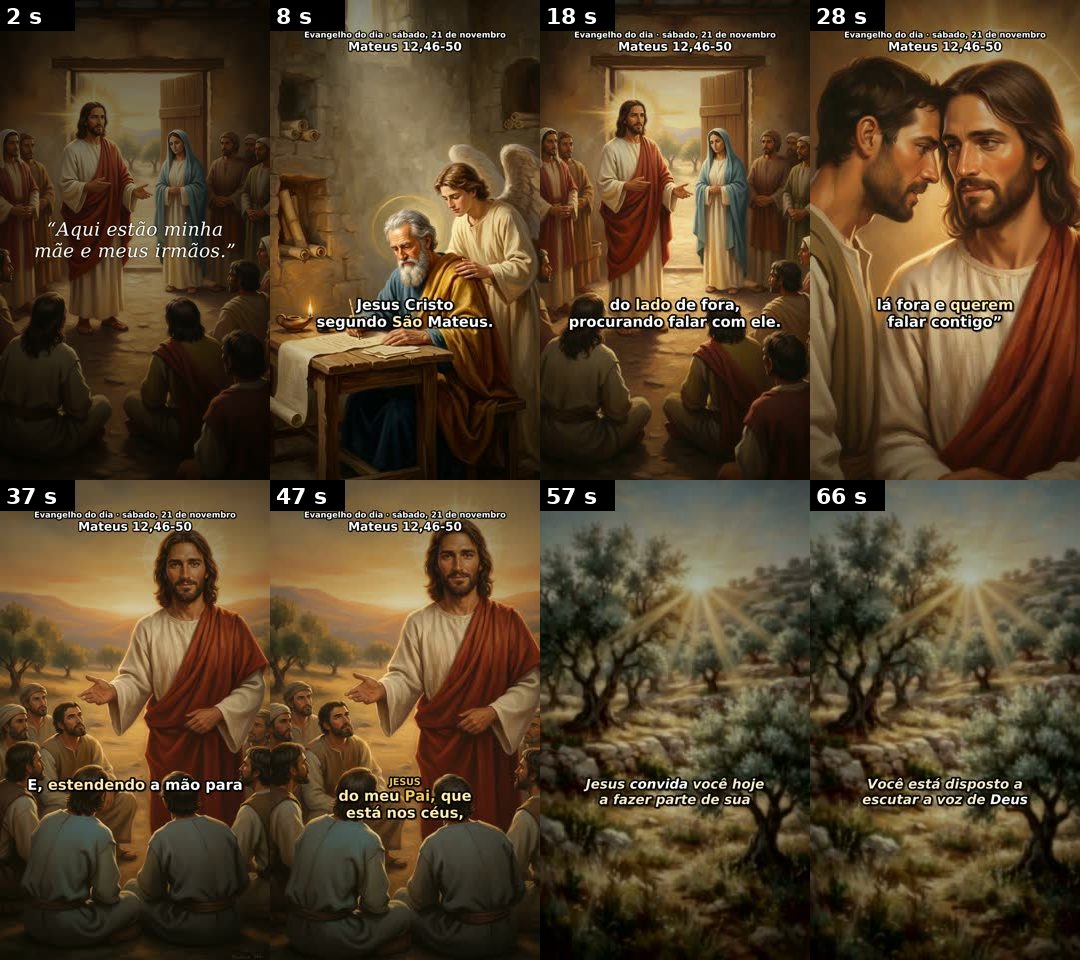 2 s
“Aqui estão minha
mãe e meus irmãos.”
8 s
Evangelho do dia · sábado, 21 de novembro
Mateus 12,46-50
Jesus Cristo
segundo São Mateus.
18 s
Evangelho do dia · sábado, 21 de novembro
Mateus 12,46-50
do lado de fora,
procurando falar com ele.
28 s
Evangelho do dia · sábado, 21 de novembro
Mateus 12,46-50
lá fora e querem
falar contigo”
37 s
Evangelho do dia · sábado, 21 de novembro
Mateus 12,46-50
E, estendendo a mão para
47 s
Evangelho do dia · sábado, 21 de novembro
Mateus 12,46-50
JESUS
do meu Pai, que
está nos céus,
57 s
Jesus convida você hoje
a fazer parte de sua
66 s
Você está disposto a
escutar a voz de Deus